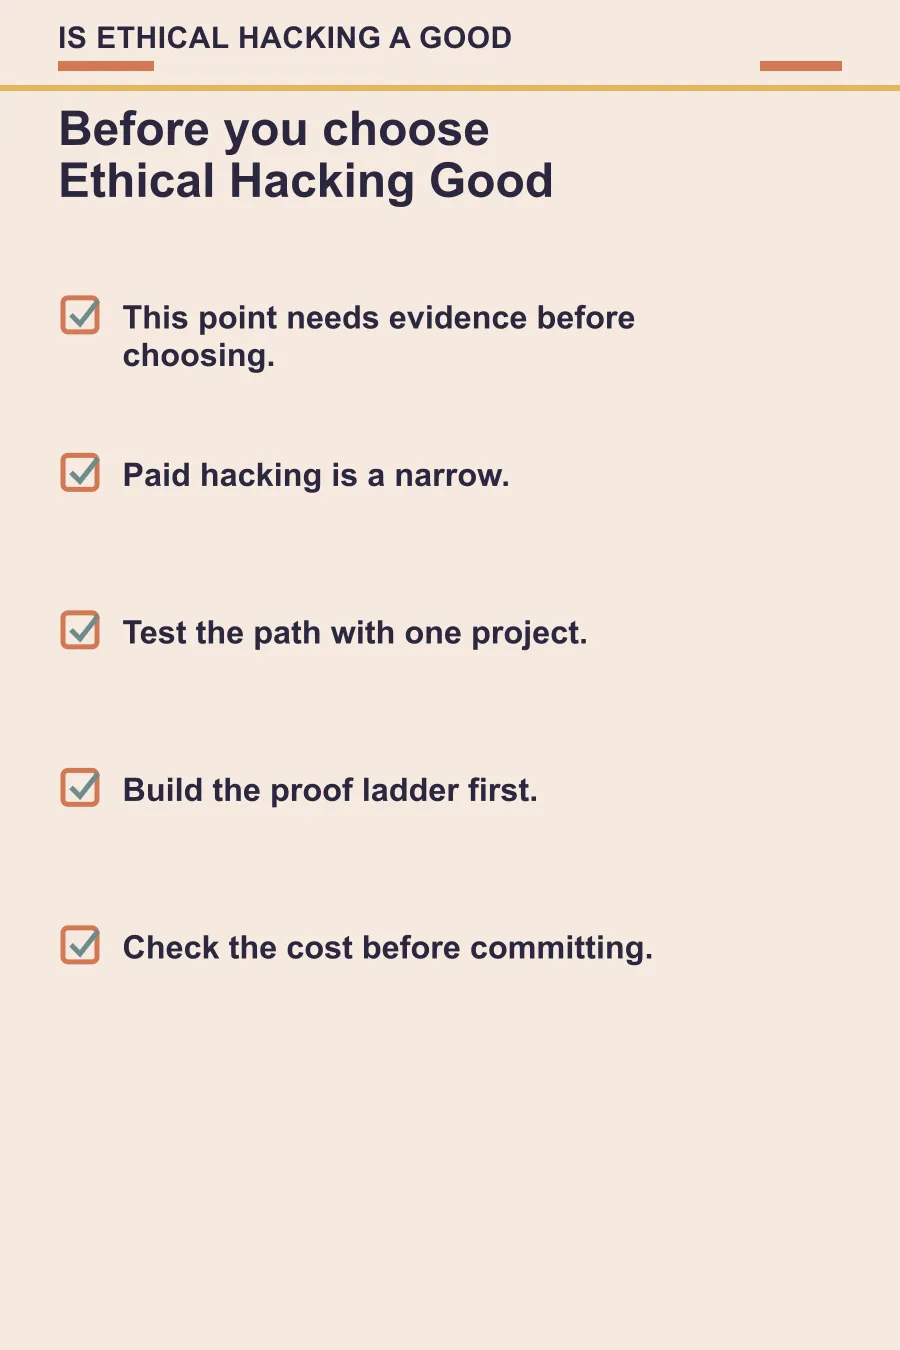 IS ETHICAL HACKING A GOOD
Before you choose
Ethical Hacking Good
This point needs evidence before
choosing.
Paid hacking is a narrow.
Test the path with one project.
Build the proof ladder first.
Check the cost before committing.